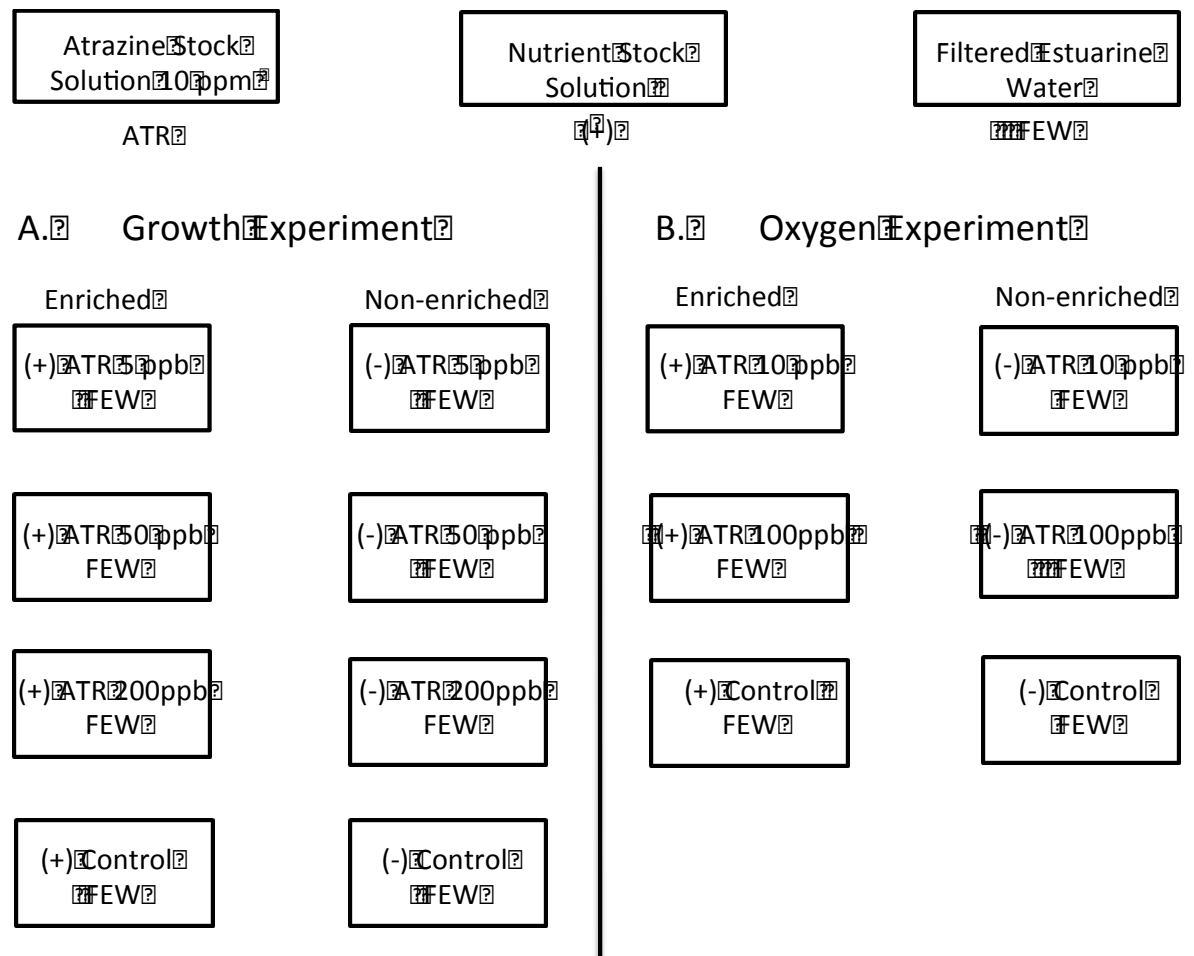 Atrazine Stock
Solution 10 ppm
ATR
Nutrient Stock
Solution
(+)
Filtered Estuarine
Water
FEW
A. Growth Experiment
Enriched
Non-enriched
(+) ATR 5 ppb
FEW
(-) ATR 5 ppb
FEW
(+) ATR 50 ppb
FEW
(-) ATR 50 ppb
FEW
(+) ATR 200ppb
FEW
(-) ATR 200ppb
FEW
(+) Control
FEW
(-) Control
FEW
B. Oxygen Experiment
Enriched
Non-enriched
(+) ATR 10 ppb
FEW
(-) ATR 10 ppb
FEW
(+) ATR 100ppb
FEW
(-) ATR 100ppb
FEW
(+) Control
FEW
(-) Control
FEW